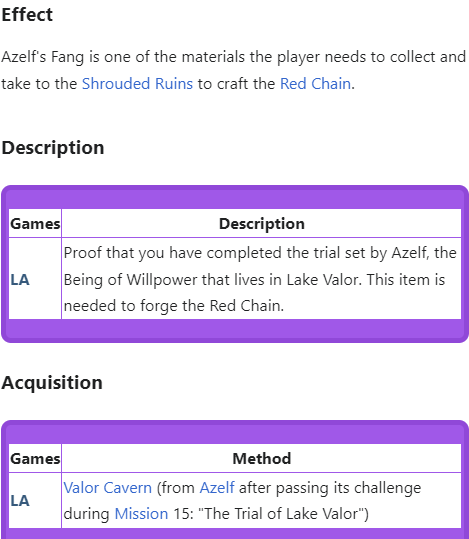 Effect
Azelf's Fang is one of the materials the player needs to collect and
take to the Shrouded Ruins to craft the Red Chain.
Description
Games Description
LA
Proof that you have completed the trial set by Azelf, the
Being of Willpower that lives in Lake Valor. This item is
needed to forge the Red Chain.
Acquisition
Games Method
LA
Valor Cavern (from Azelf after passing its challenge
during Mission 15: "The Trial of Lake Valor")